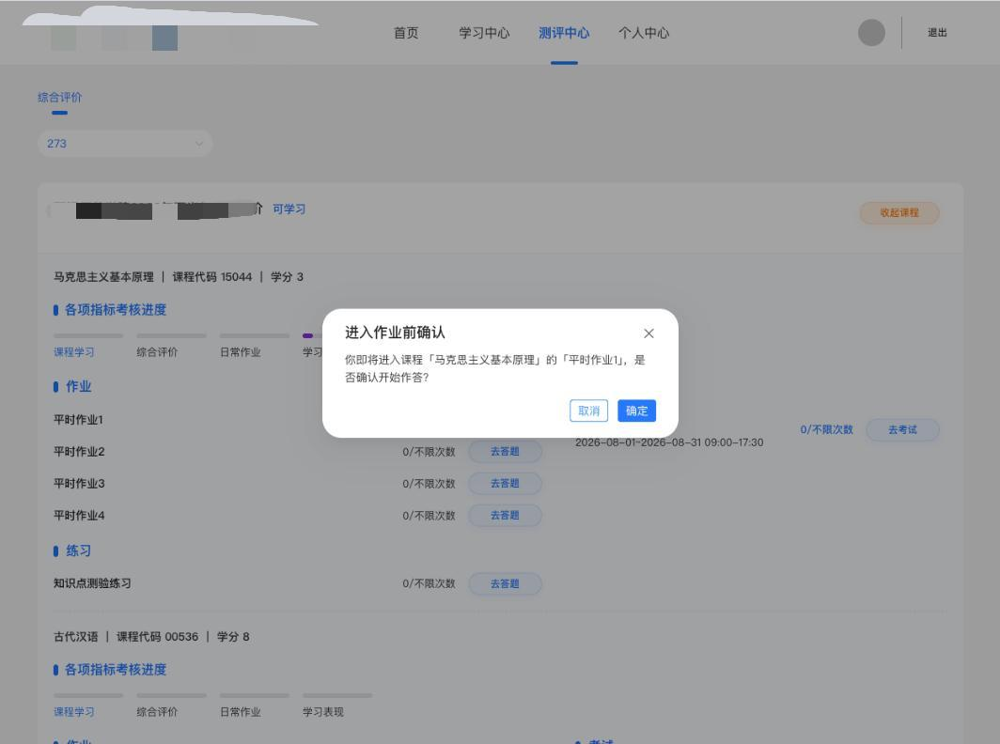 首页 学习中心 测评中心 个人中心 退出
综合评价
273
可学习 收起课程
马克思主义基本原理 | 课程代码 15044 | 学分 3
各项指标考核进度
课程学习 综合评价 日常作业 学习
进入作业前确认
你即将进入课程「马克思主义基本原理」的「平时作业1」，是
否确认开始作答？
取消 确定
作业
平时作业1
平时作业2 0/不限次数 去答题
平时作业3 0/不限次数 去答题
平时作业4 0/不限次数 去答题
2026-08-01~2026-08-31 09:00-17:30 0/不限次数 去考试
练习
知识点测验练习 0/不限次数 去答题
古代汉语 | 课程代码 00536 | 学分 8
各项指标考核进度
课程学习 综合评价 日常作业 学习表现
作业 考试